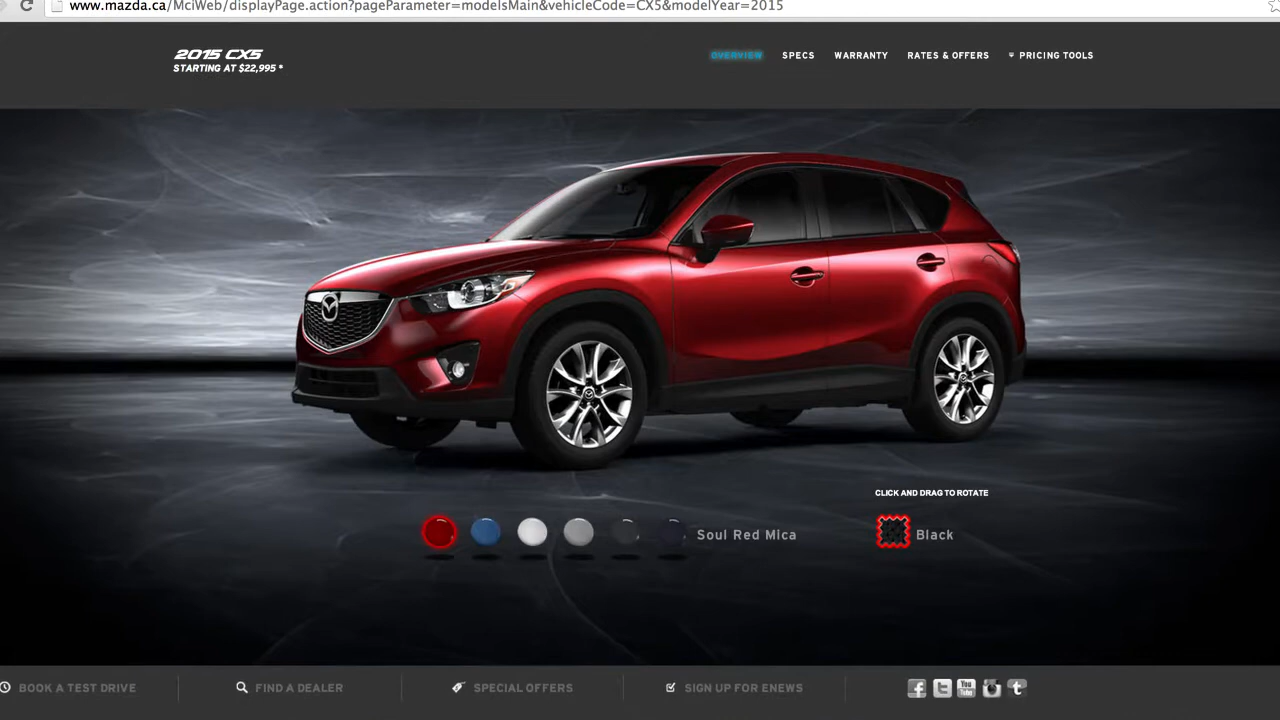 www.mazda.ca/MciWeb/displayPage.action?pageParameter=modelsMain&vehicleCode=CX5&modelYear=2015
2015 CX5
STARTING AT $22,995 *
OVERVIEW
SPECS
WARRANTY
RATES & OFFERS
PRICING TOOLS
CLICK AND DRAG TO ROTATE
Soul Red Mica
Black
BOOK A TEST DRIVE
FIND A DEALER
SPECIAL OFFERS
SIGN UP FOR ENEWS
f
t
You Tube
t